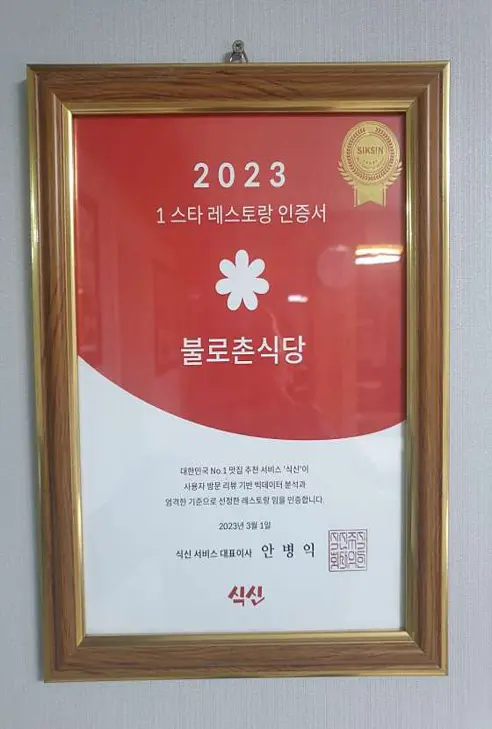 SIKSIN
2023
1 스타 레스토랑 인증서
불로촌식당
대한민국 No.1 맛집 추천 서비스 '식신'이
사용자 방문 리뷰 기반 빅데이터 분석과
엄격한 기준으로 선정한 레스토랑 임을 인증합니다.
2023년 3월 1일
식신 서비스 대표이사 안병익
식신